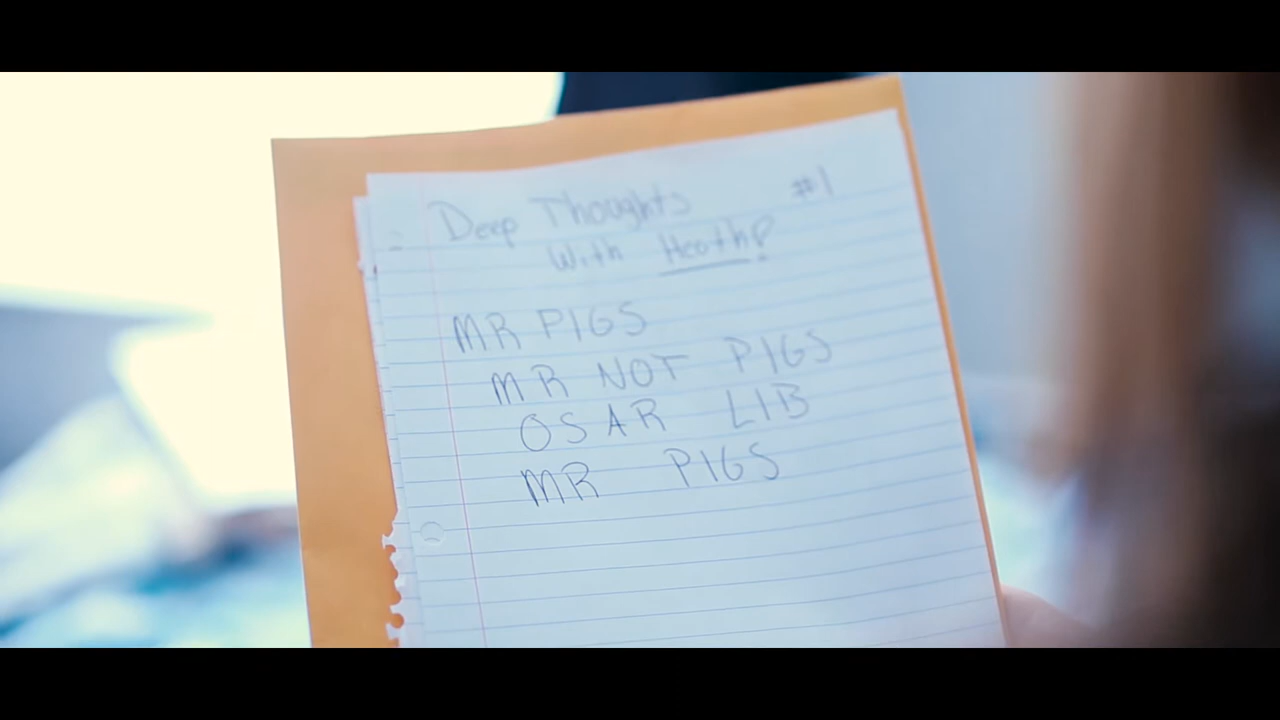 Deep Thoughts #1
With Heath!
MR PIGS
MR NOT PIGS
OSAR LIB
MR PIGS